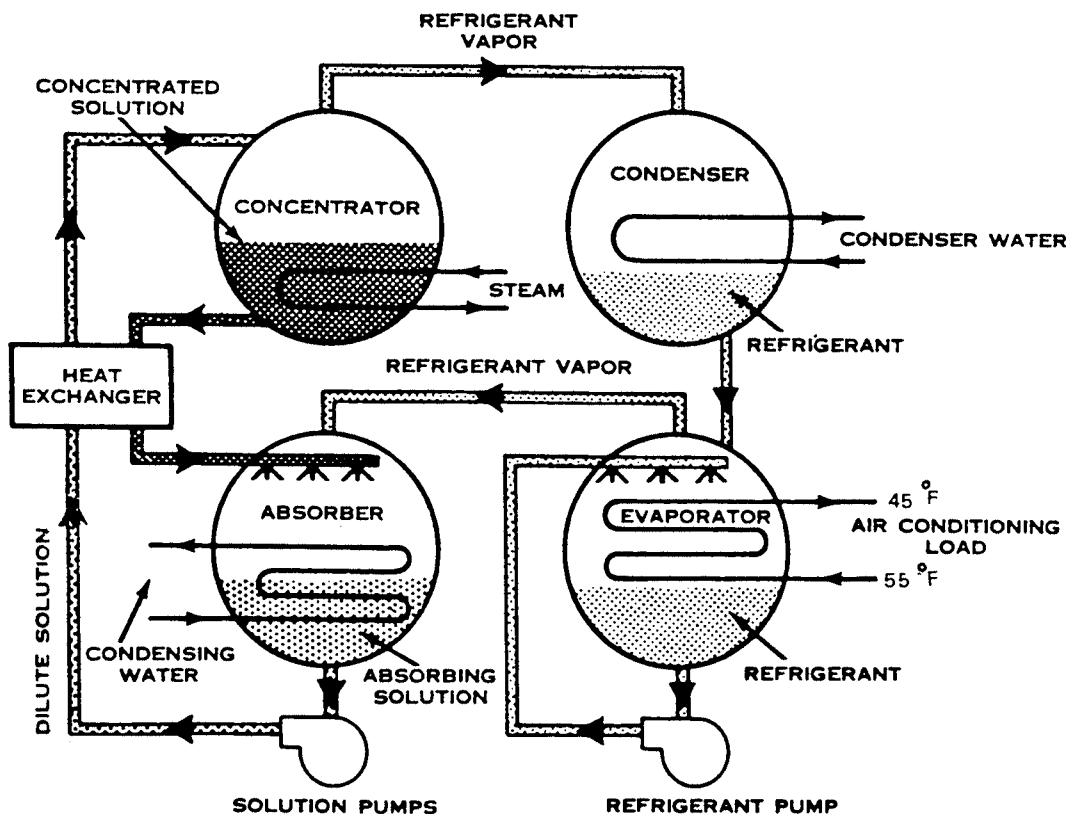 REFRIGERANT
VAPOR
CONCENTRATED
SOLUTION
CONCENTRATOR
STEAM
CONDENSER
CONDENSER WATER
REFRIGERANT
HEAT
EXCHANGER
REFRIGERANT VAPOR
ABSORBER
EVAPORATOR
45 °F
AIR CONDITIONING
LOAD
55 °F
DILUTE SOLUTION
CONDENSING
WATER
ABSORBING
SOLUTION
REFRIGERANT
SOLUTION PUMPS
REFRIGERANT PUMP